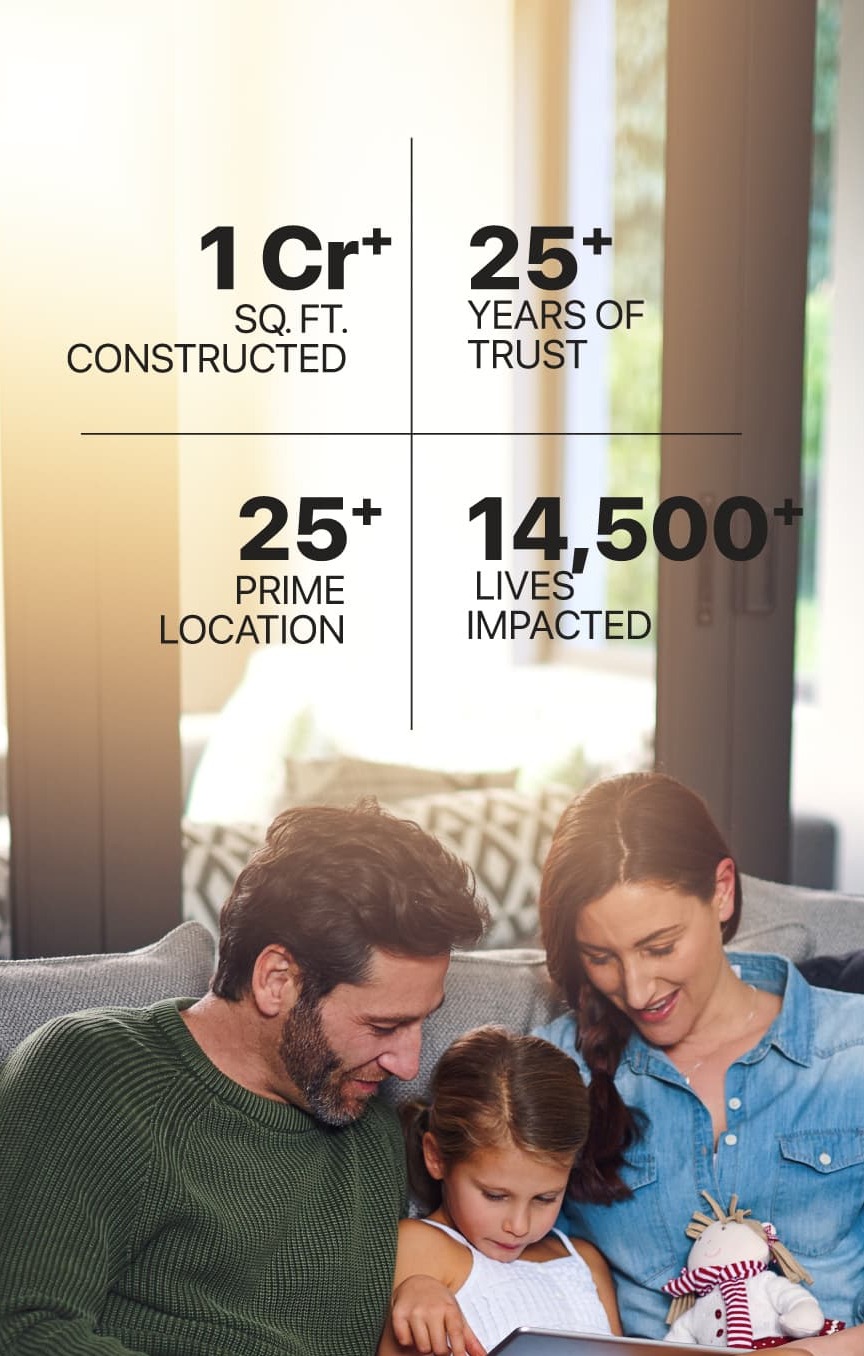 1 Cr+
SQ. FT.
CONSTRUCTED
25+
YEARS OF
TRUST
25+
PRIME
LOCATION
14,500+
LIVES
IMPACTED